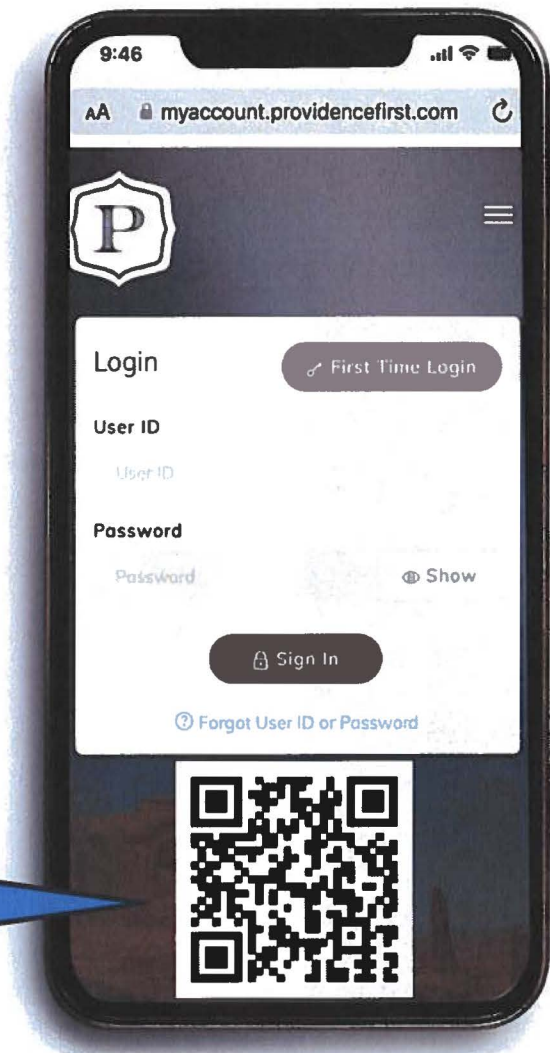 9:46
AA myaccount.providencefirst.com
P
Login
First Time Login
User ID
User ID
Password
Password
Show
Sign In
Forgot User ID or Password